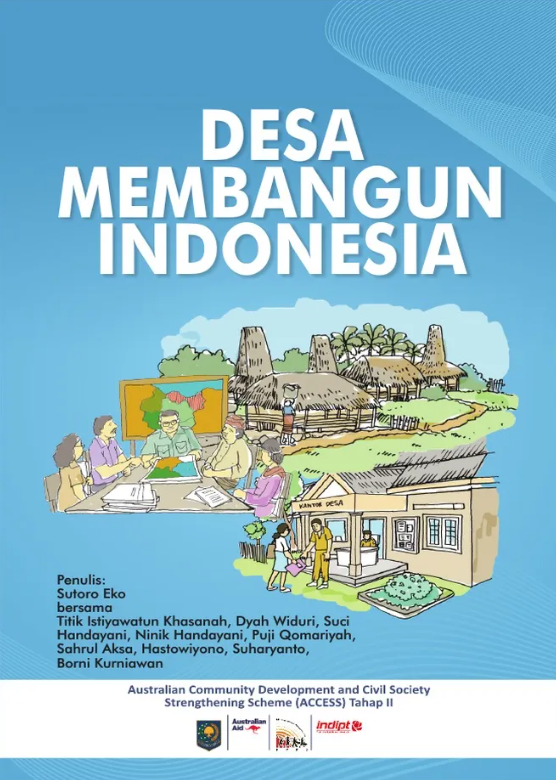 DESA
MEMBANGUN
INDONESIA
KANTOR DESA
Penulis:
Sutoro Eko
bersama
Titik Istiyawatun Khasanah, Dyah Widuri, Suci
Handayani, Ninik Handayani, Puji Qomariyah,
Sahrul Aksa, Hastowiyono, Suharyanto,
Borni Kurniawan
Australian Community Development and Civil Society
Strengthening Scheme (ACCESS) Tahap II
Australian
Aid
indipt